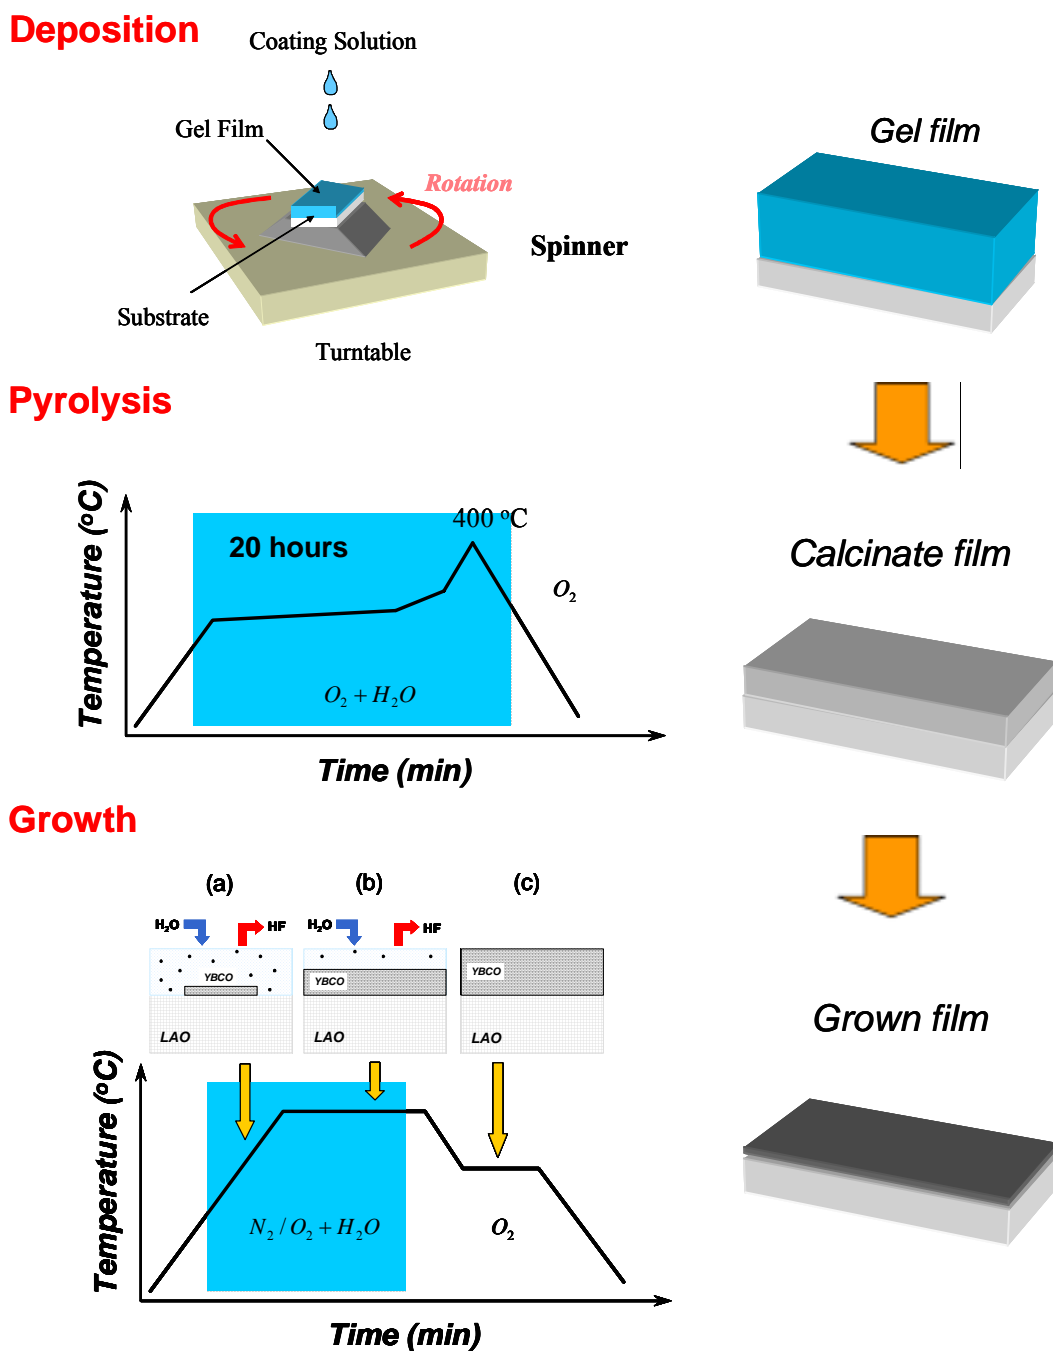 Deposition
Coating Solution
Gel Film
Rotation
Spinner
Substrate
Turntable
Gel film
Pyrolysis
Temperature (ºC)
20 hours
400 ºC
O₂
O₂ + H₂O
Time (min)
Calcinate film
Growth
(a)
(b)
(c)
H₂O
HF
H₂O
HF
YBCO
YBCO
YBCO
LAO
LAO
LAO
Temperature (ºC)
N₂ / O₂ + H₂O
O₂
Time (min)
Grown film